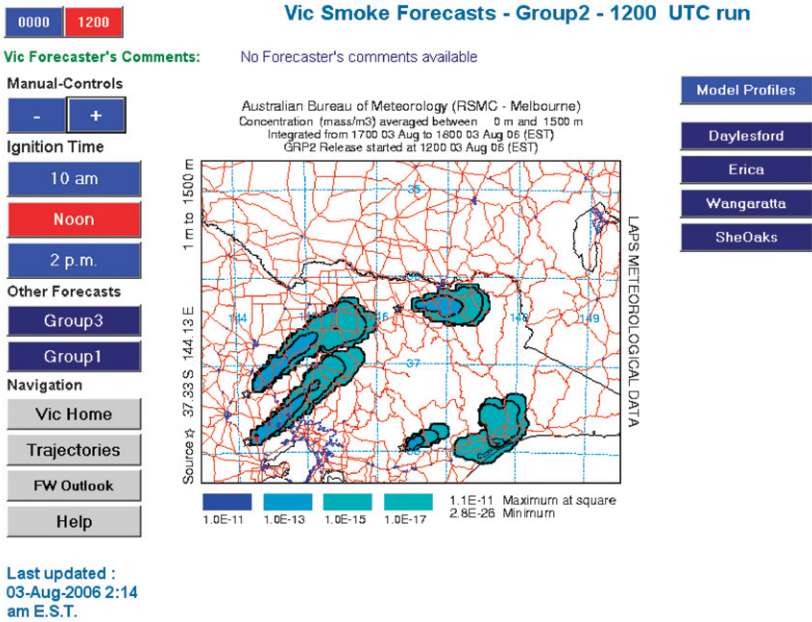 0000 1200
Vic Smoke Forecasts - Group2 - 1200 UTC run
Vic Forecaster's Comments: No Forecaster's comments available
Manual-Controls
- +
Ignition Time
10 am
Noon
2 p.m.
Other Forecasts
Group3
Group1
Navigation
Vic Home
Trajectories
FW Outlook
Help
Last updated :
03-Aug-2006 2:14
am E.S.T.
Australian Bureau of Meteorology (RSMC - Melbourne)
Concentration (mass/m3) averaged between 0 m and 1500 m
Integrated from 1700 03 Aug to 1800 03 Aug 06 (EST)
GRP2 Release started at 1200 03 Aug 06 (EST)
Source ☆ 37.33 S 144.13 E 1 m to 1500 m
35
144 146 148 149
37
LAPS METEOROLOGICAL DATA
1.0E-11 1.0E-13 1.0E-15 1.0E-17
1.1E-11 Maximum at square
2.8E-26 Minimum
Model Profiles
Daylesford
Erica
Wangaratta
SheOaks